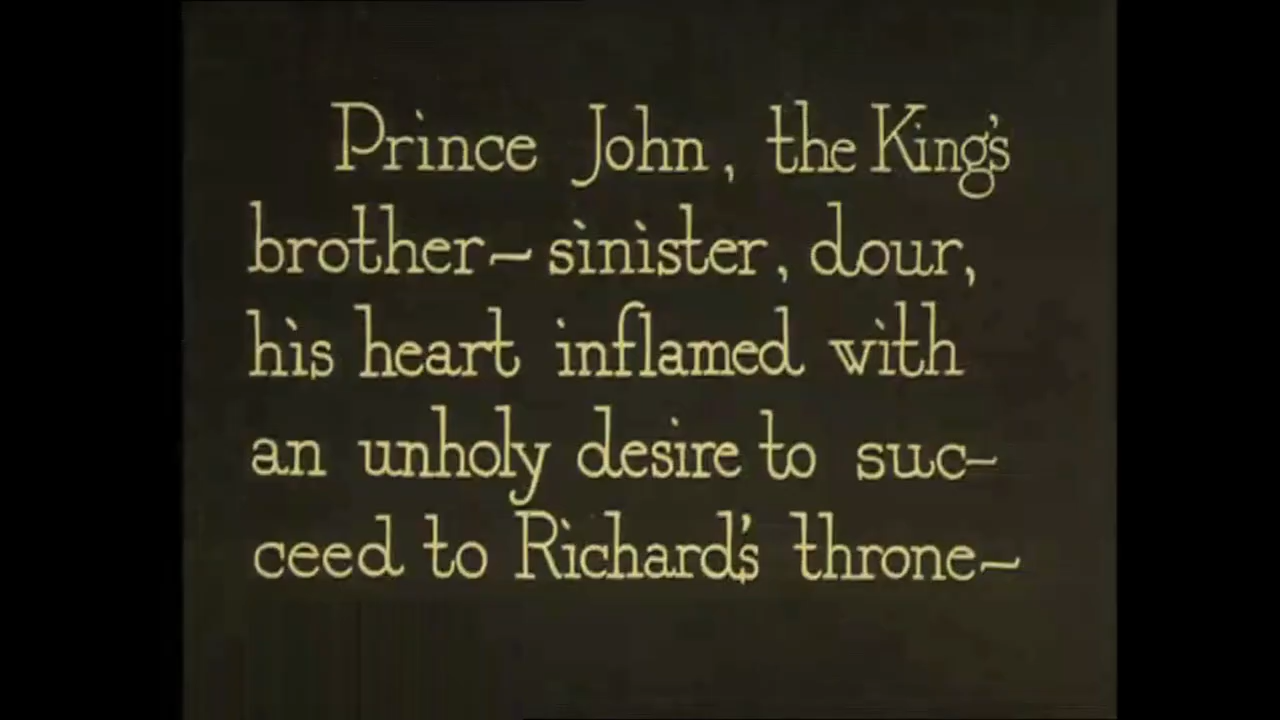 Prince John, the King's
brother—sinister, dour,
his heart inflamed with
an unholy desire to suc-
ceed to Richard's throne—